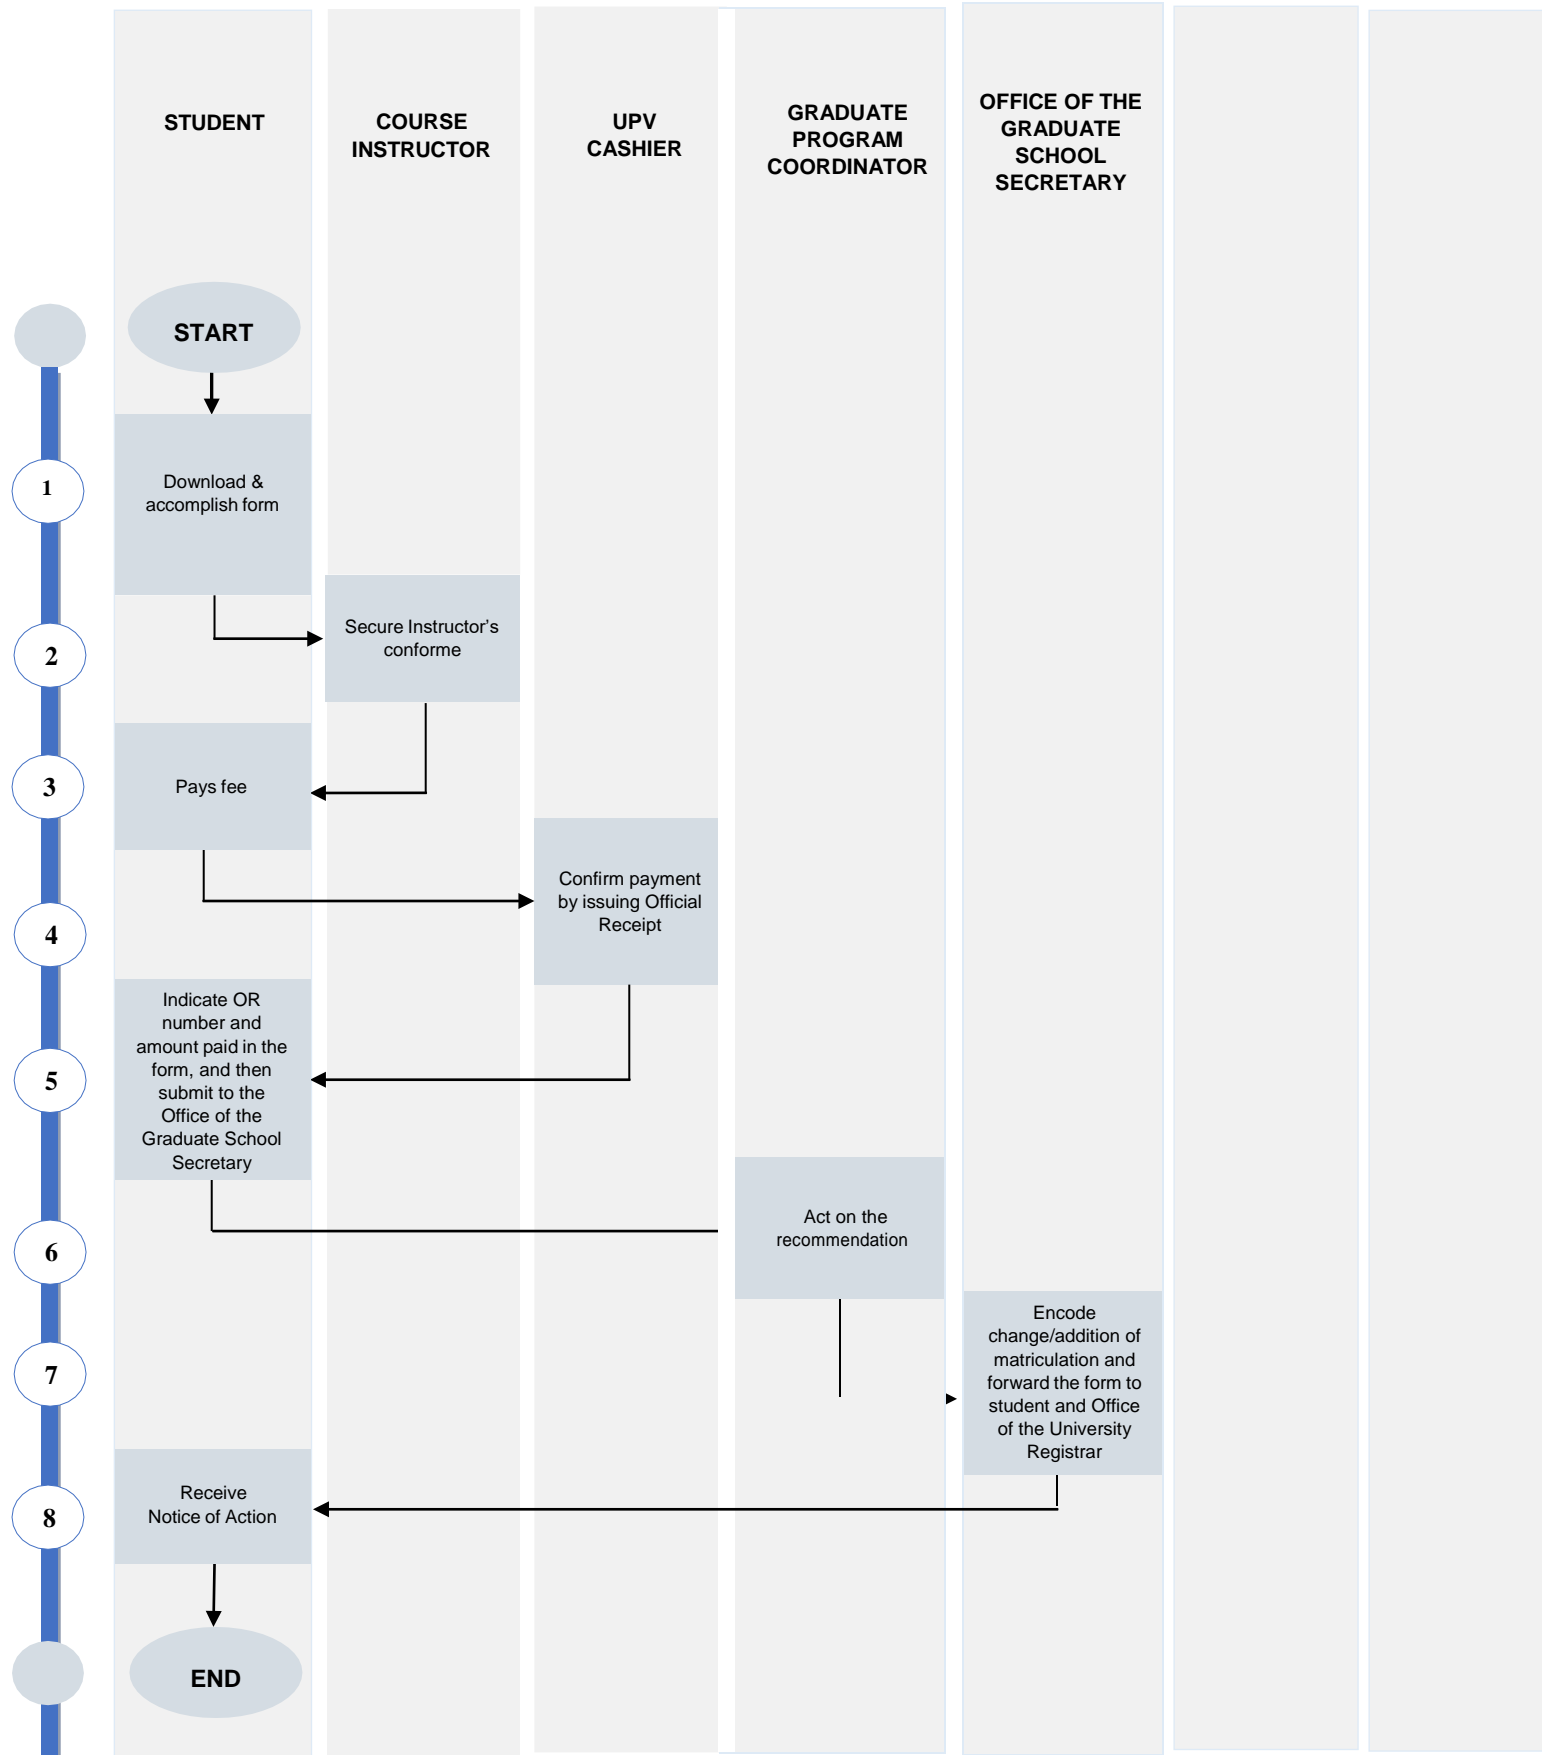 STUDENT
COURSE
INSTRUCTOR
UPV
CASHIER
GRADUATE
PROGRAM
COORDINATOR
OFFICE OF THE
GRADUATE
SCHOOL
SECRETARY
START
1
Download &
accomplish form
2
Secure Instructor's
conforme
3
Pays fee
4
Confirm payment
by issuing Official
Receipt
5
Indicate OR
number and
amount paid in the
form, and then
submit to the
Office of the
Graduate School
Secretary
6
Act on the
recommendation
7
Encode
change/addition of
matriculation and
forward the form to
student and Office
of the University
Registrar
8
Receive
Notice of Action
END